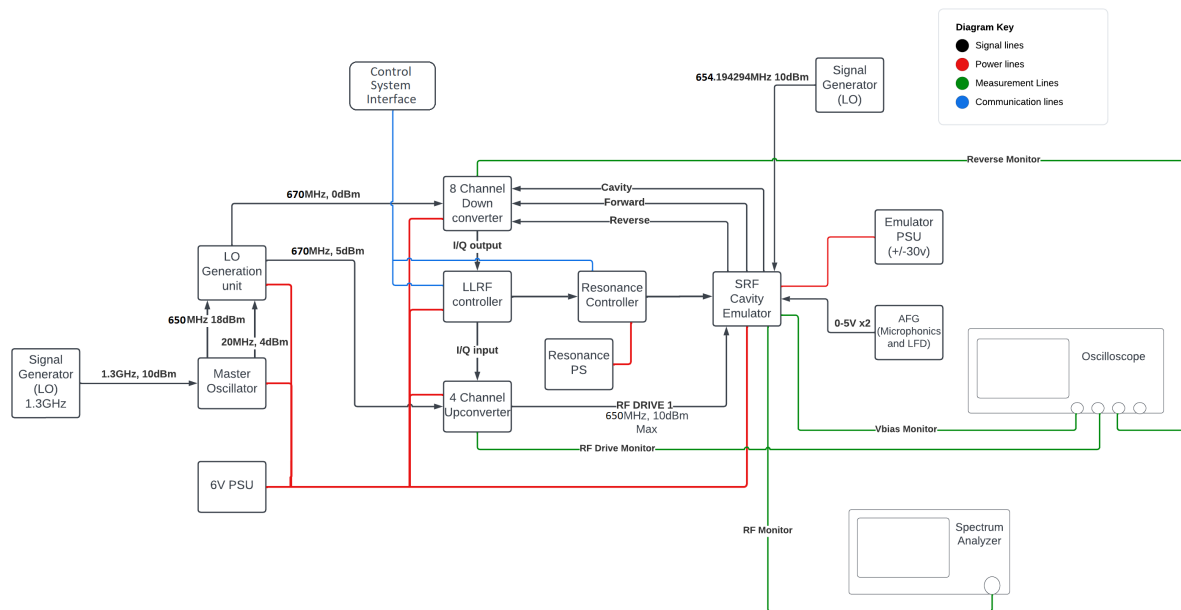 Diagram Key
Signal lines
Power lines
Measurement Lines
Communication lines
Control
System
Interface
654.194294MHz 10dBm
Signal
Generator
(LO)
Reverse Monitor
670MHz, 0dBm
8 Channel
Down
converter
Cavity
Forward
Reverse
Emulator
PSU
(+/-30v)
I/Q output
670MHz, 5dBm
LO
Generation
unit
LLRF
controller
Resonance
Controller
SRF
Cavity
Emulator
650MHz 18dBm
20MHz, 4dBm
0-5V x2
AFG
(Microphonics
and LFD)
Oscilloscope
I/Q input
Resonance
PS
Signal
Generator
(LO)
1.3GHz
1.3GHz, 10dBm
Master
Oscillator
4 Channel
Upconverter
RF DRIVE 1
650MHz, 10dBm
Max
Vbias Monitor
RF Drive Monitor
6V PSU
RF Monitor
Spectrum
Analyzer